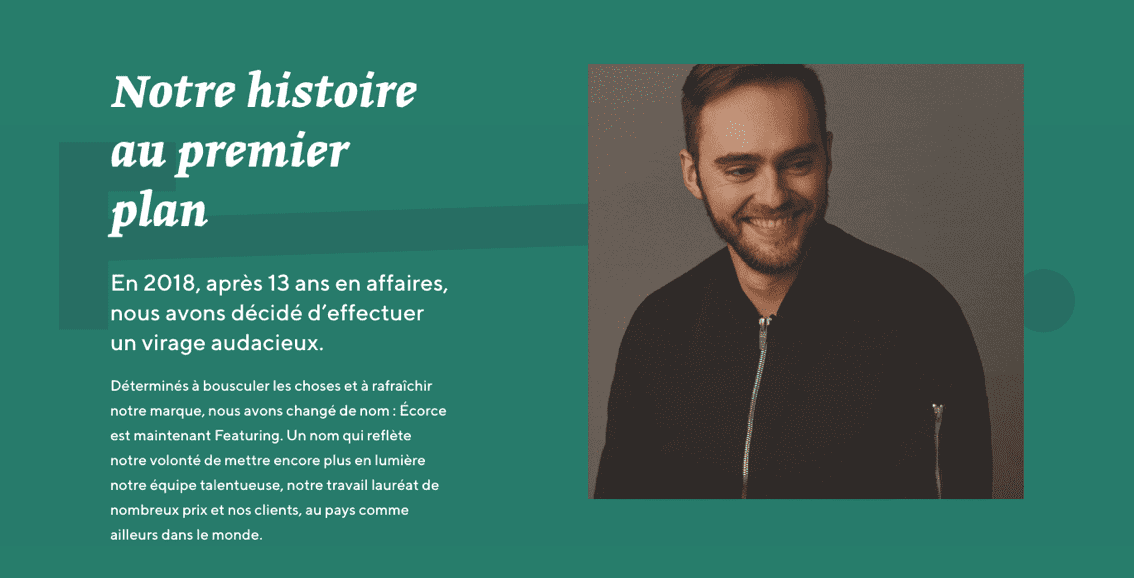 Notre histoire
au premier
plan
En 2018, après 13 ans en affaires,
nous avons décidé d’effectuer
un virage audacieux.
Déterminés à bousculer les choses et à rafraîchir
notre marque, nous avons changé de nom : Écorce
est maintenant Featuring. Un nom qui reflète
notre volonté de mettre encore plus en lumière
notre équipe talentueuse, notre travail lauréat de
nombreux prix et nos clients, au pays comme
ailleurs dans le monde.